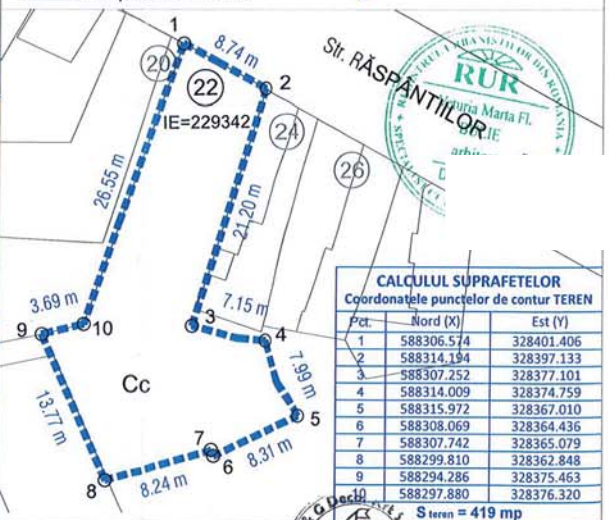 1
8.74 m
2
Str. RĂSPÂNTIILOR
20
22
IE=229342
24
26
RUR
26.55 m
21.20 m
7.15 m
3
4
3.69 m
9
10
7.99 m
5
Cc
13.77 m
7
6
8.31 m
8.24 m
8
CALCULUL SUPRAFETELOR
Coordonatele punctelor de contur TEREN
Pct. Nord (X) Est (Y)
1 588306.574 328401.406
2 588314.194 328397.133
3 588307.252 328377.101
4 588314.009 328374.759
5 588315.972 328367.010
6 588308.069 328364.436
7 588307.742 328365.079
8 588299.810 328362.848
9 588294.286 328375.463
10 588297.880 328376.320
S teren = 419 mp